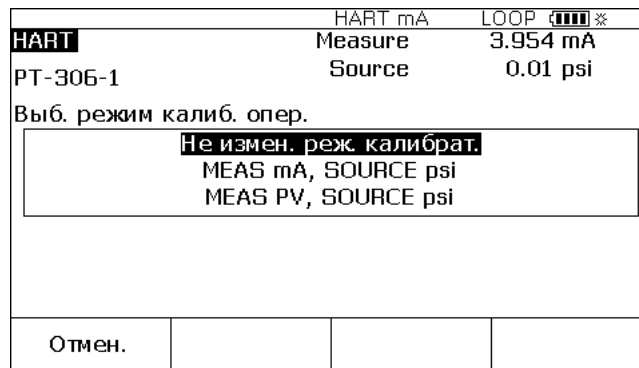 HART mA LOOP
HART Measure 3.954 mA
PT-306-1 Source 0.01 psi
Выб. режим калиб. опер.
Не измен. реж. калибрат.
MEAS mA, SOURCE psi
MEAS PV, SOURCE psi
Отмен.